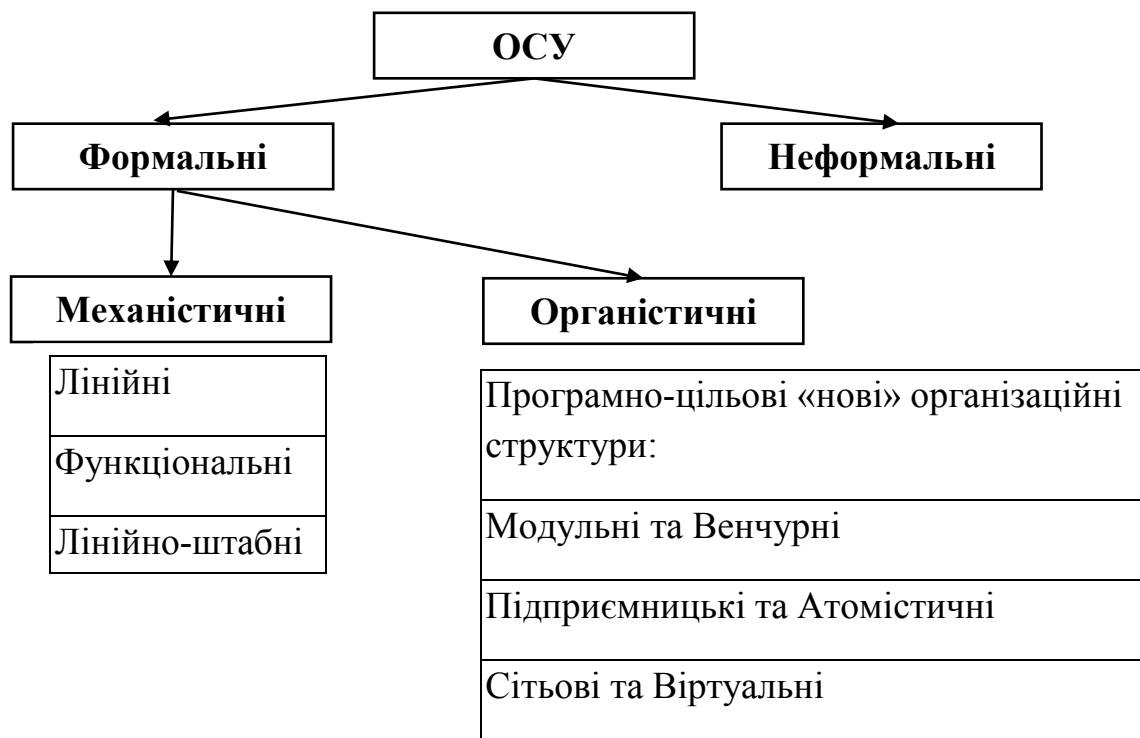 ОСУ
Формальні
Неформальні
Механістичні
Органістичні
Лінійні
Функціональні
Лінійно-штабні
Програмно-цільові «нові» організаційні
структури:
Модульні та Венчурні
Підприємницькі та Атомістичні
Сітьові та Віртуальні